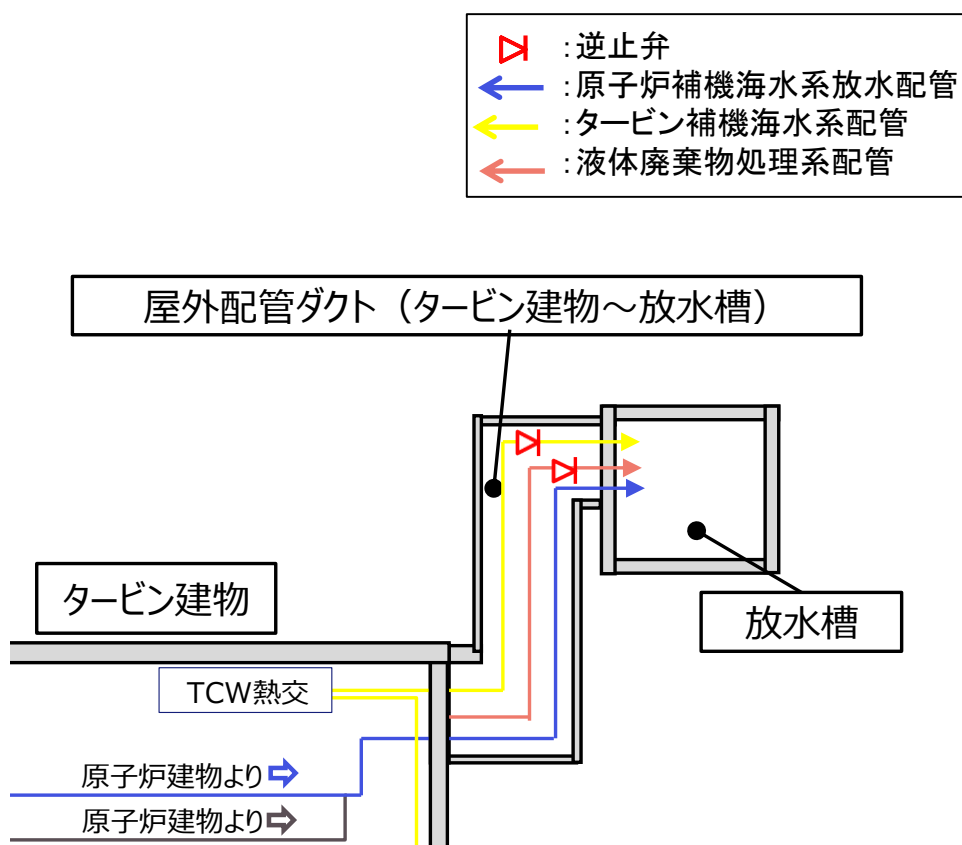 ：逆止弁
：原子炉補機海水系放水配管
：タービン補機海水系配管
：液体廃棄物処理系配管
屋外配管ダクト（タービン建物～放水槽）
タービン建物
放水槽
TCW熱交
原子炉建物より
原子炉建物より